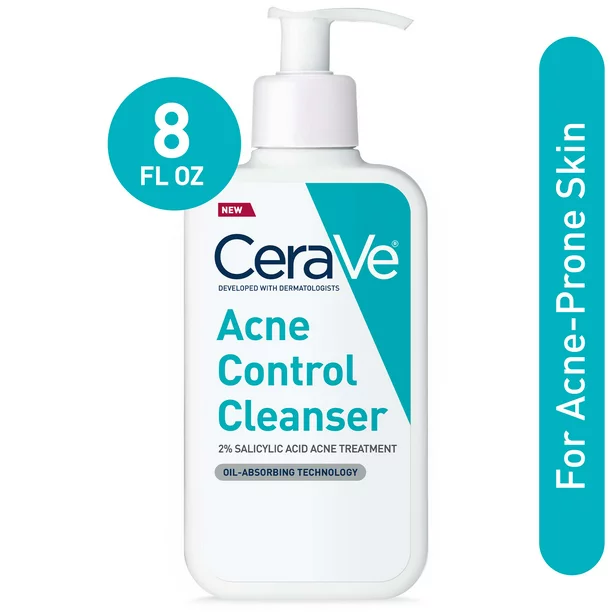 8
FL OZ
NEW
CeraVe®
DEVELOPED WITH DERMATOLOGISTS
Acne
Control
Cleanser
2% SALICYLIC ACID ACNE TREATMENT
OIL-ABSORBING TECHNOLOGY
For Acne-Prone Skin